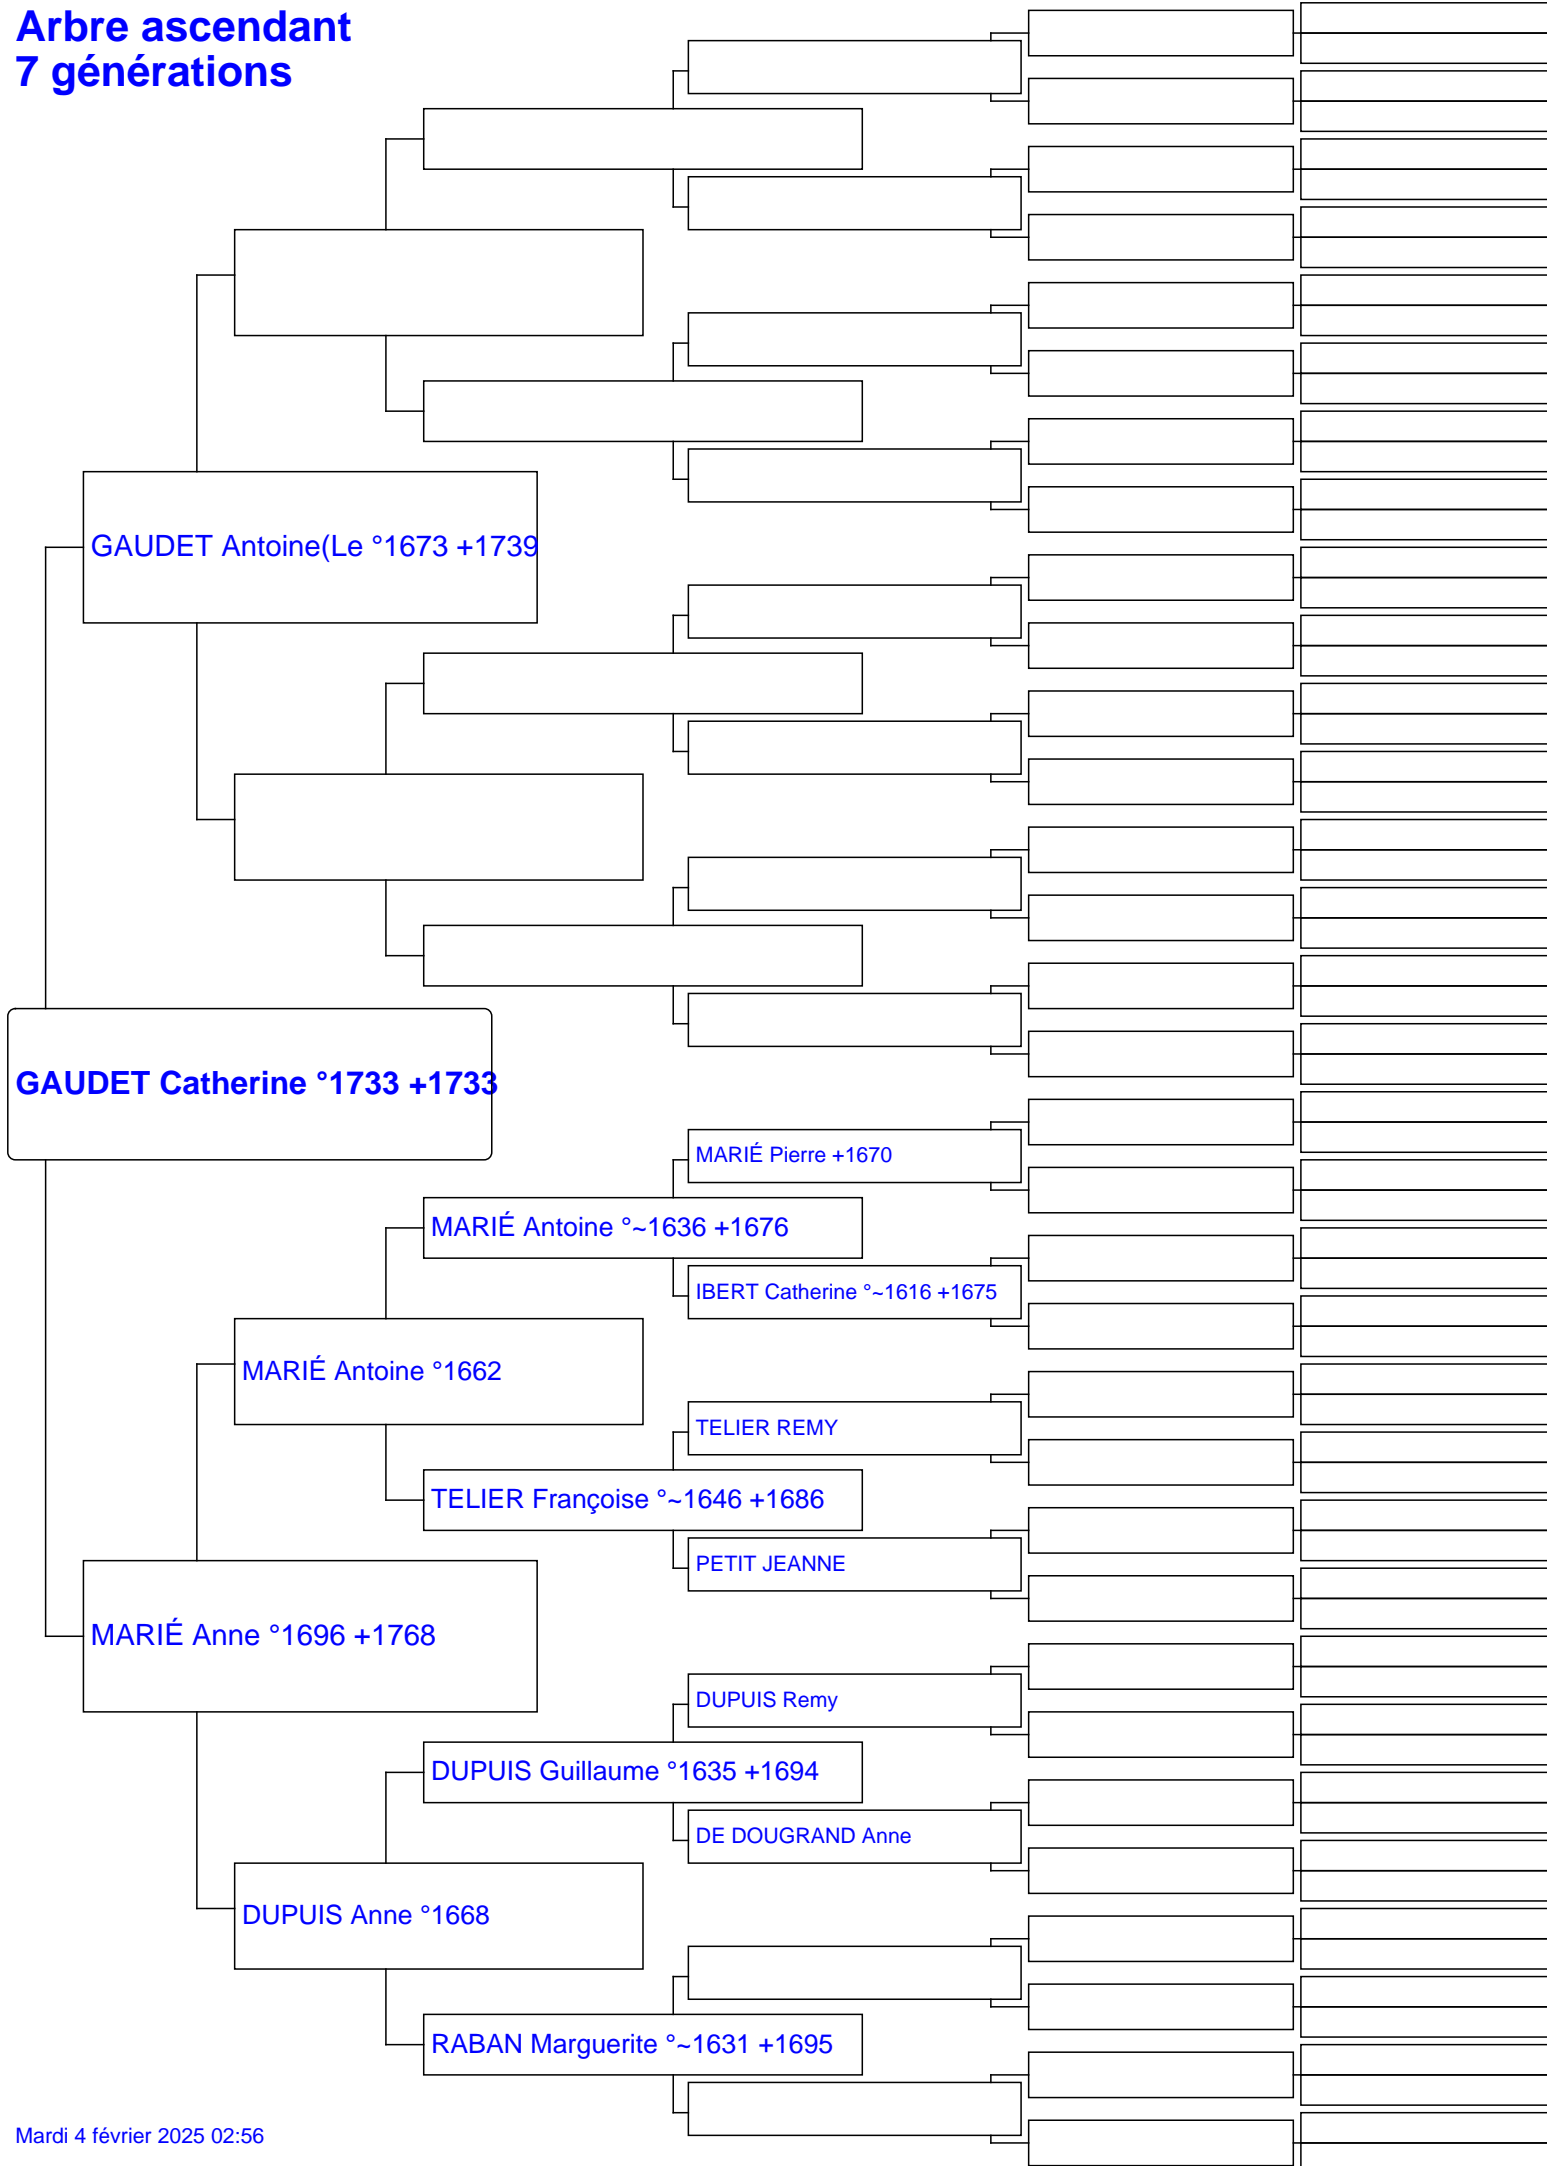 Arbre ascendant
7 générations
GAUDET Antoine(Le °1673 +1739
GAUDET Catherine °1733 +1733
MARIÉ Pierre +1670
MARIÉ Antoine °~1636 +1676
IBERT Catherine °~1616 +1675
MARIÉ Antoine °1662
TELIER REMY
TELIER Françoise °~1646 +1686
PETIT JEANNE
MARIÉ Anne °1696 +1768
DUPUIS Remy
DUPUIS Guillaume °1635 +1694
DE DOUGRAND Anne
DUPUIS Anne °1668
RABAN Marguerite °~1631 +1695
Mardi 4 février 2025 02:56